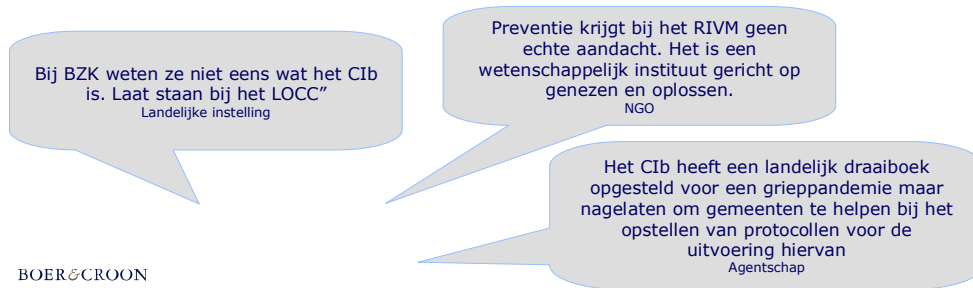 Bij BZK weten ze niet eens wat het CIb
is. Laat staan bij het LOCC”
Landelijke instelling
Preventie krijgt bij het RIVM geen
echte aandacht. Het is een
wetenschappelijk instituut gericht op
genezen en oplossen.
NGO
Het CIb heeft een landelijk draaiboek
opgesteld voor een grieppandemie maar
nagelaten om gemeenten te helpen bij het
opstellen van protocollen voor de
uitvoering hiervan
Agentschap
BOER&CROON